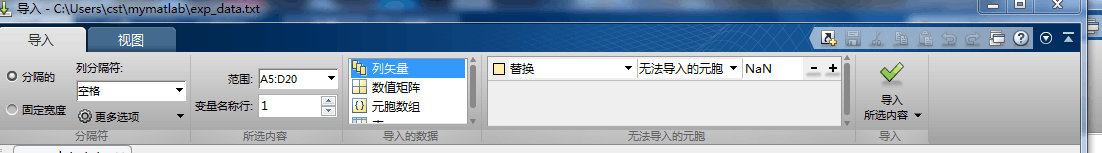 导入 - C:\Users\cst\mymatlab\exp_data.txt
导入
视图
分隔的
固定宽度
列分隔符:
空格
更多选项
分隔符
范围: A5:D20
变量名称行: 1
所选内容
列矢量
数值矩阵
元胞数组
导入的数据
替换
无法导入的元胞
NaN
无法导入的元胞
导入
所选内容
导入